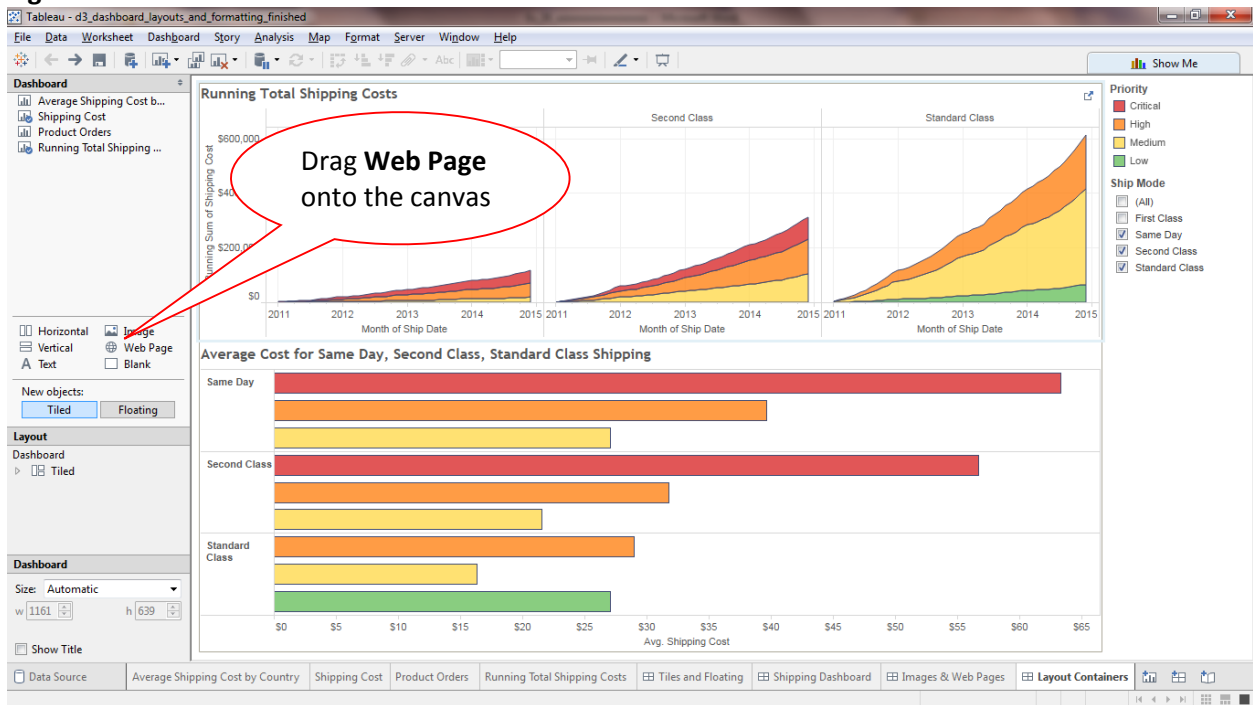 Tableau - d3_dashboard_layouts_and_formatting_finished
File Data Worksheet Dashboard Story Analysis Map Format Server Window Help
Abc
Show Me
Dashboard
Average Shipping Cost b...
Shipping Cost
Product Orders
Running Total Shipping ...
Horizontal Image
Vertical Web Page
A Text Blank
New objects:
Tiled Floating
Layout
Dashboard
Tiled
Dashboard
Size: Automatic
w 1161 h 639
Show Title
Running Total Shipping Costs
Second Class Standard Class
Drag Web Page
onto the canvas
Running Sum of Shipping Cost
$600,000
$40
$200,00
$0
2011 2012 2013 2014 2015 2011 2012 2013 2014 2015 2011 2012 2013 2014 2015
Month of Ship Date Month of Ship Date Month of Ship Date
Average Cost for Same Day, Second Class, Standard Class Shipping
Same Day
Second Class
Standard
Class
$0 $5 $10 $15 $20 $25 $30 $35 $40 $45 $50 $55 $60 $65
Avg. Shipping Cost
Priority
Critical
High
Medium
Low
Ship Mode
(All)
First Class
Same Day
Second Class
Standard Class
Data Source Average Shipping Cost by Country Shipping Cost Product Orders Running Total Shipping Costs Tiles and Floating Shipping Dashboard Images & Web Pages Layout Containers